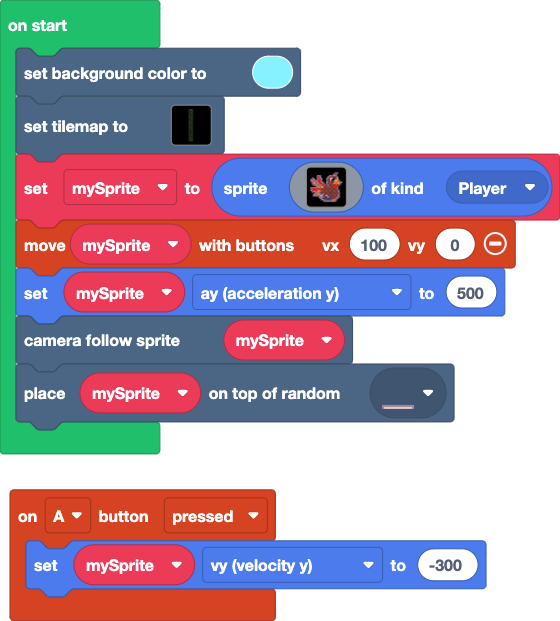 on start
set background color to
set tilemap to
set mySprite to sprite of kind Player
move mySprite with buttons vx 100 vy 0
set mySprite ay (acceleration y) to 500
camera follow sprite mySprite
place mySprite on top of random
on A button pressed
set mySprite vy (velocity y) to -300